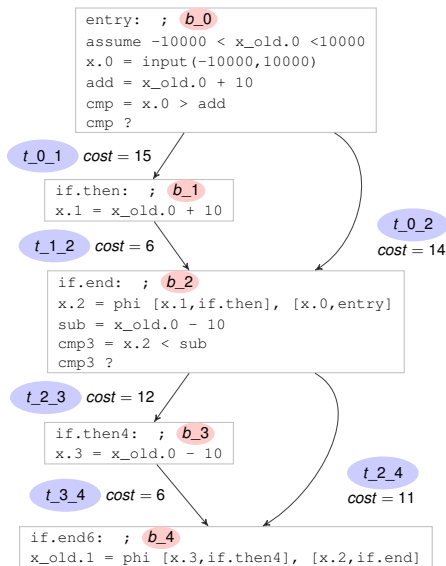 entry:  ; b_0
assume -10000 < x_old.0 <10000
x.0 = input(-10000,10000)
add = x_old.0 + 10
cmp = x.0 > add
cmp ?
t_0_1 cost = 15
if.then:  ; b_1
x.1 = x_old.0 + 10
t_1_2 cost = 6
t_0_2
cost = 14
if.end:  ; b_2
x.2 = phi [x.1,if.then], [x.0,entry]
sub = x_old.0 - 10
cmp3 = x.2 < sub
cmp3 ?
t_2_3 cost = 12
if.then4:  ; b_3
x.3 = x_old.0 - 10
t_3_4 cost = 6
t_2_4
cost = 11
if.end6:  ; b_4
x_old.1 = phi [x.3,if.then4], [x.2,if.end]